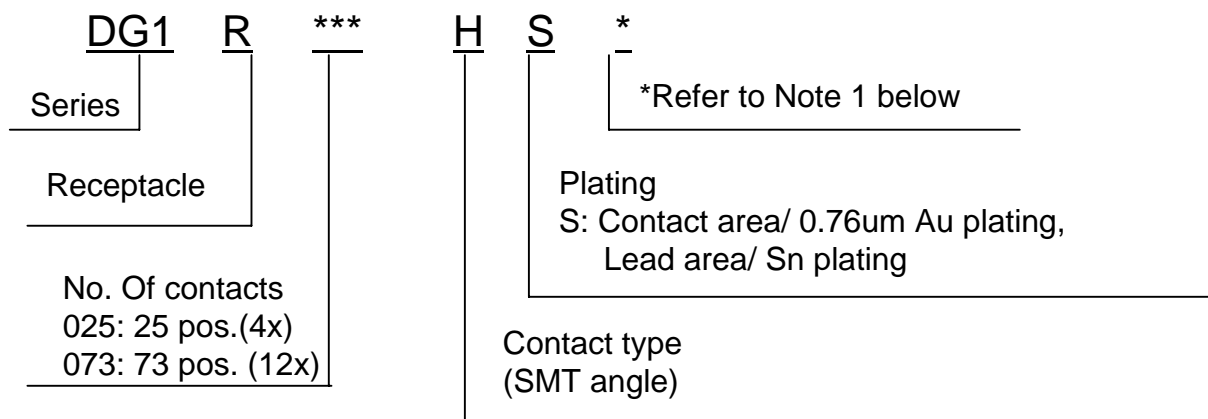 DG1 R *** H S *
Series
*Refer to Note 1 below
Receptacle
Plating
S: Contact area/ 0.76um Au plating,
Lead area/ Sn plating
No. Of contacts
025: 25 pos.(4x)
073: 73 pos. (12x)
Contact type
(SMT angle)